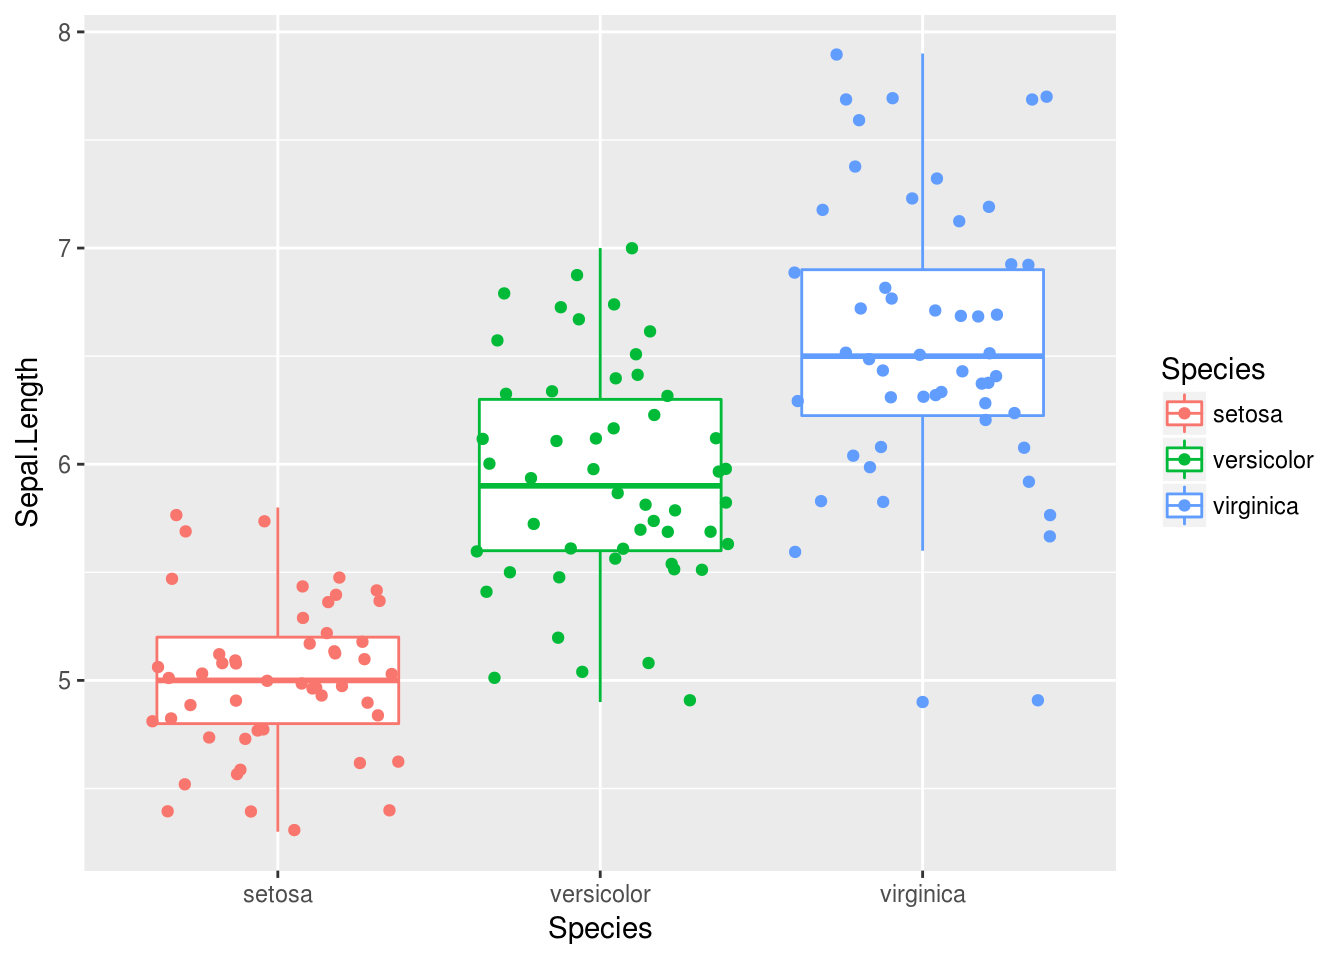 8
7
6
5
Sepal.Length
setosa
versicolor
virginica
Species
Species
setosa
versicolor
virginica